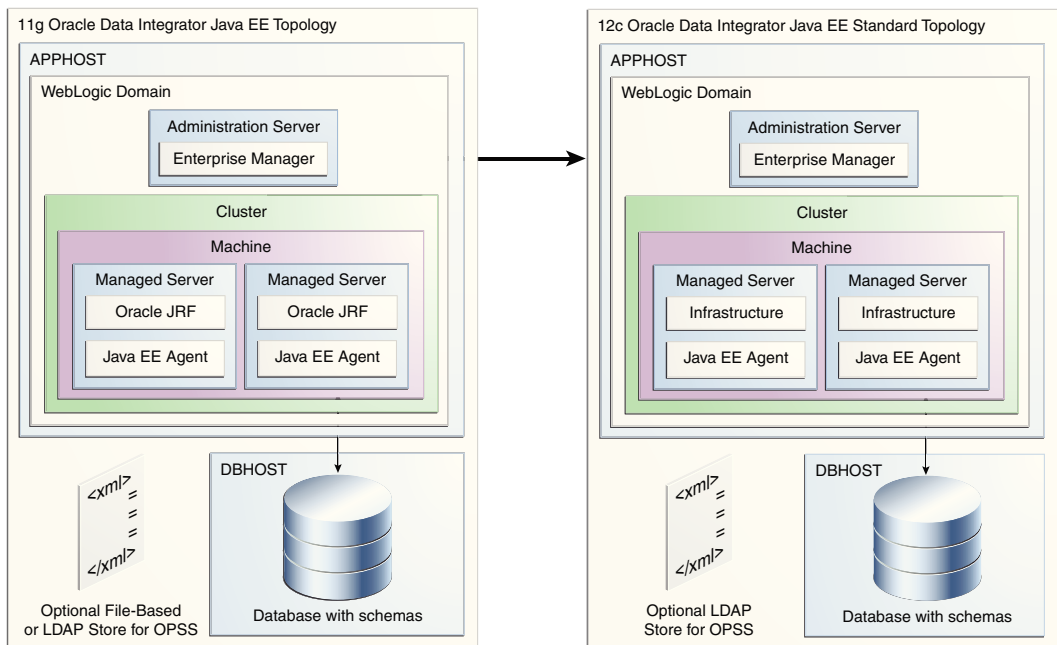 11g Oracle Data Integrator Java EE Topology
APPHOST
WebLogic Domain
Administration Server
Enterprise Manager
Cluster
Machine
Managed Server
Oracle JRF
Java EE Agent
Managed Server
Oracle JRF
Java EE Agent
<xml>
=
=
=
=
</xml>
Optional File-Based
or LDAP Store for OPSS
DBHOST
Database with schemas
12c Oracle Data Integrator Java EE Standard Topology
APPHOST
WebLogic Domain
Administration Server
Enterprise Manager
Cluster
Machine
Managed Server
Infrastructure
Java EE Agent
Managed Server
Infrastructure
Java EE Agent
<xml>
=
=
=
=
</xml>
Optional LDAP
Store for OPSS
DBHOST
Database with schemas